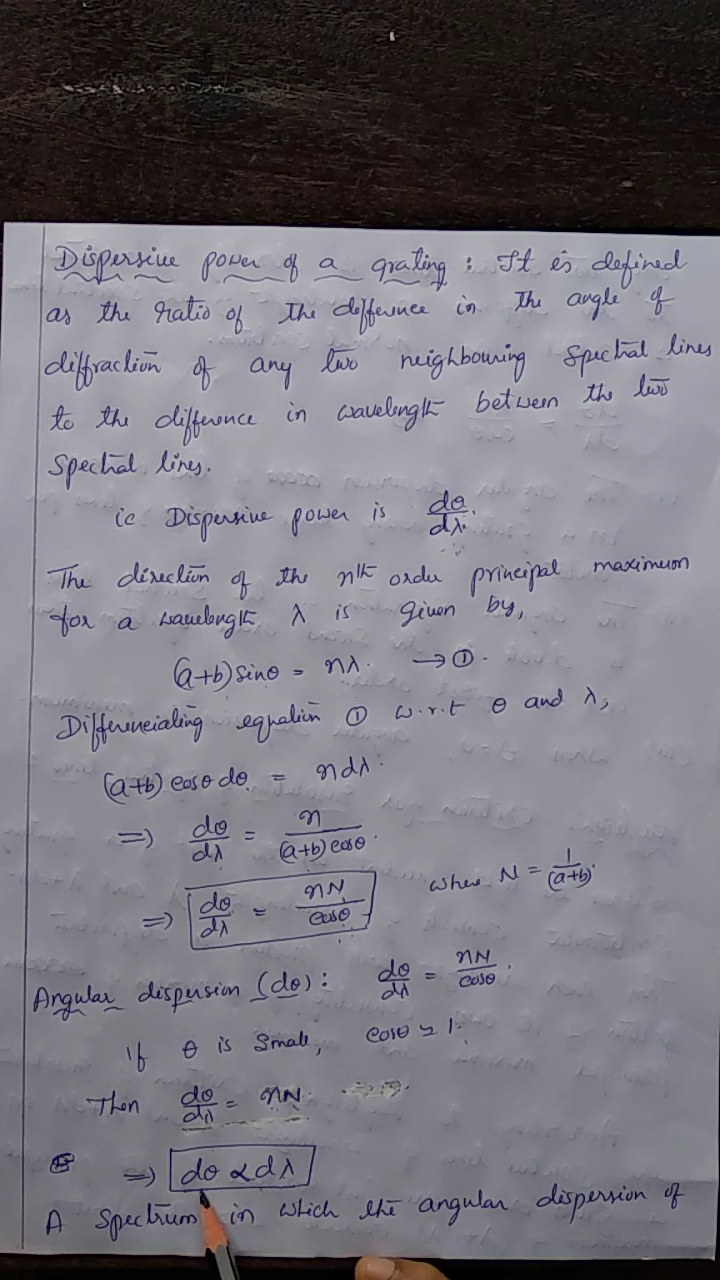 Dispersive power of a grating : It is defined
as the ratio of the difference in the angle of
diffraction of any two neighbouring spectral lines
to the difference in wavelength between the two
spectral lines.
ie Dispersive power is dθ/dλ.
The direction of the nth order principal maximum
for a wavelength λ is given by,
(a+b) sinθ = nλ. → ①.
Differenciating equation ① w.r.t θ and λ,
(a+b) cosθ dθ = n dλ.
⇒ dθ/dλ = n/(a+b)cosθ.
⇒ dθ/dλ = nN/cosθ where N = 1/(a+b).
Angular dispersion (dθ) : dθ/dλ = nN/cosθ.
If θ is small, cosθ ≃ 1.
Then dθ/dλ = nN.
⇒ dθ ∝ dλ
A Spectrum in which the angular dispersion of